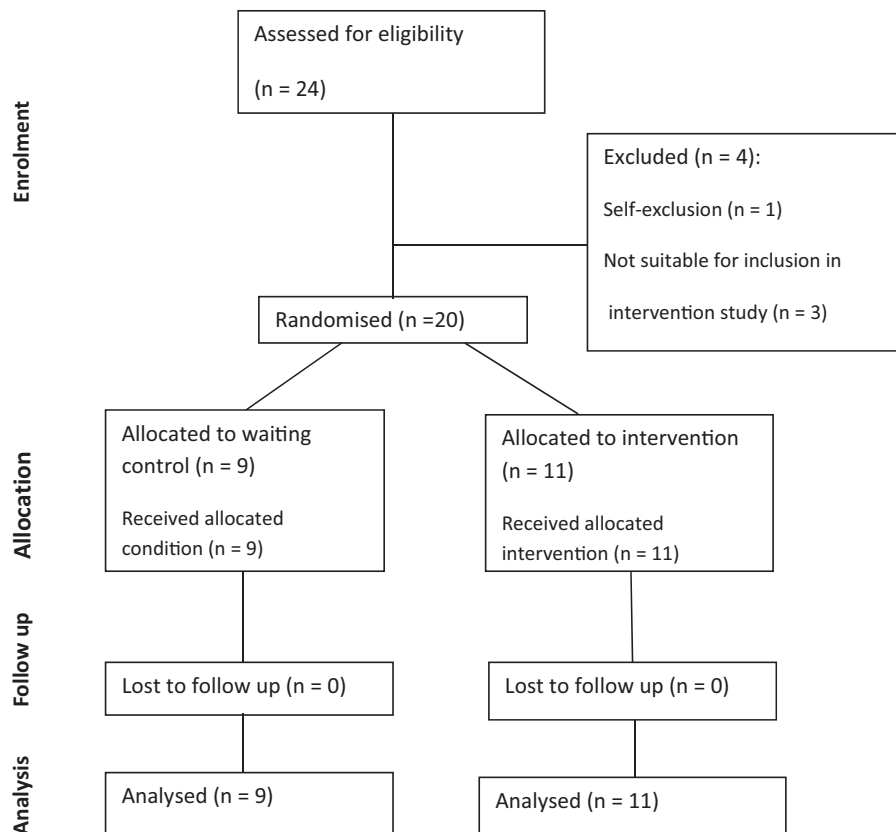 Enrolment
Assessed for eligibility
(n = 24)
Excluded (n = 4):
Self-exclusion (n = 1)
Not suitable for inclusion in
intervention study (n = 3)
Randomised (n =20)
Allocation
Allocated to waiting
control (n = 9)
Received allocated
condition (n = 9)
Allocated to intervention
(n = 11)
Received allocated
intervention (n = 11)
Follow up
Lost to follow up (n = 0)
Lost to follow up (n = 0)
Analysis
Analysed (n = 9)
Analysed (n = 11)